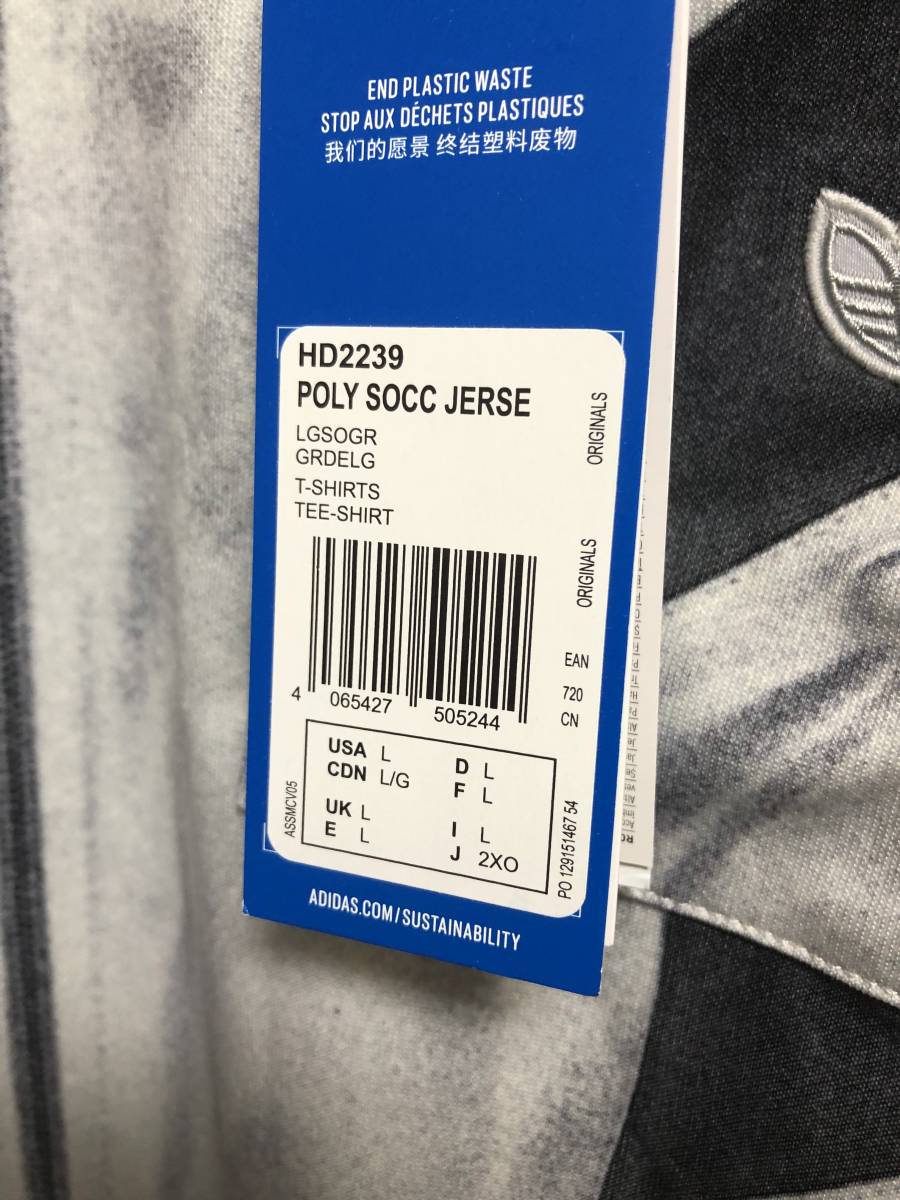 END PLASTIC WASTE
STOP AUX DÉCHETS PLASTIQUES
我们的愿景 终结塑料废物
HD2239
POLY SOCC JERSE
LGSOGR
GRDELG
T-SHIRTS
TEE-SHIRT
ORIGINALS
ORIGINALS
EAN
720
CN
4 065427 505244
USA L
CDN L/G
UK L
E L
D L
F L
I L
J 2XO
ASSMCV05
PO 129151467 54
ADIDAS.COM/SUSTAINABILITY